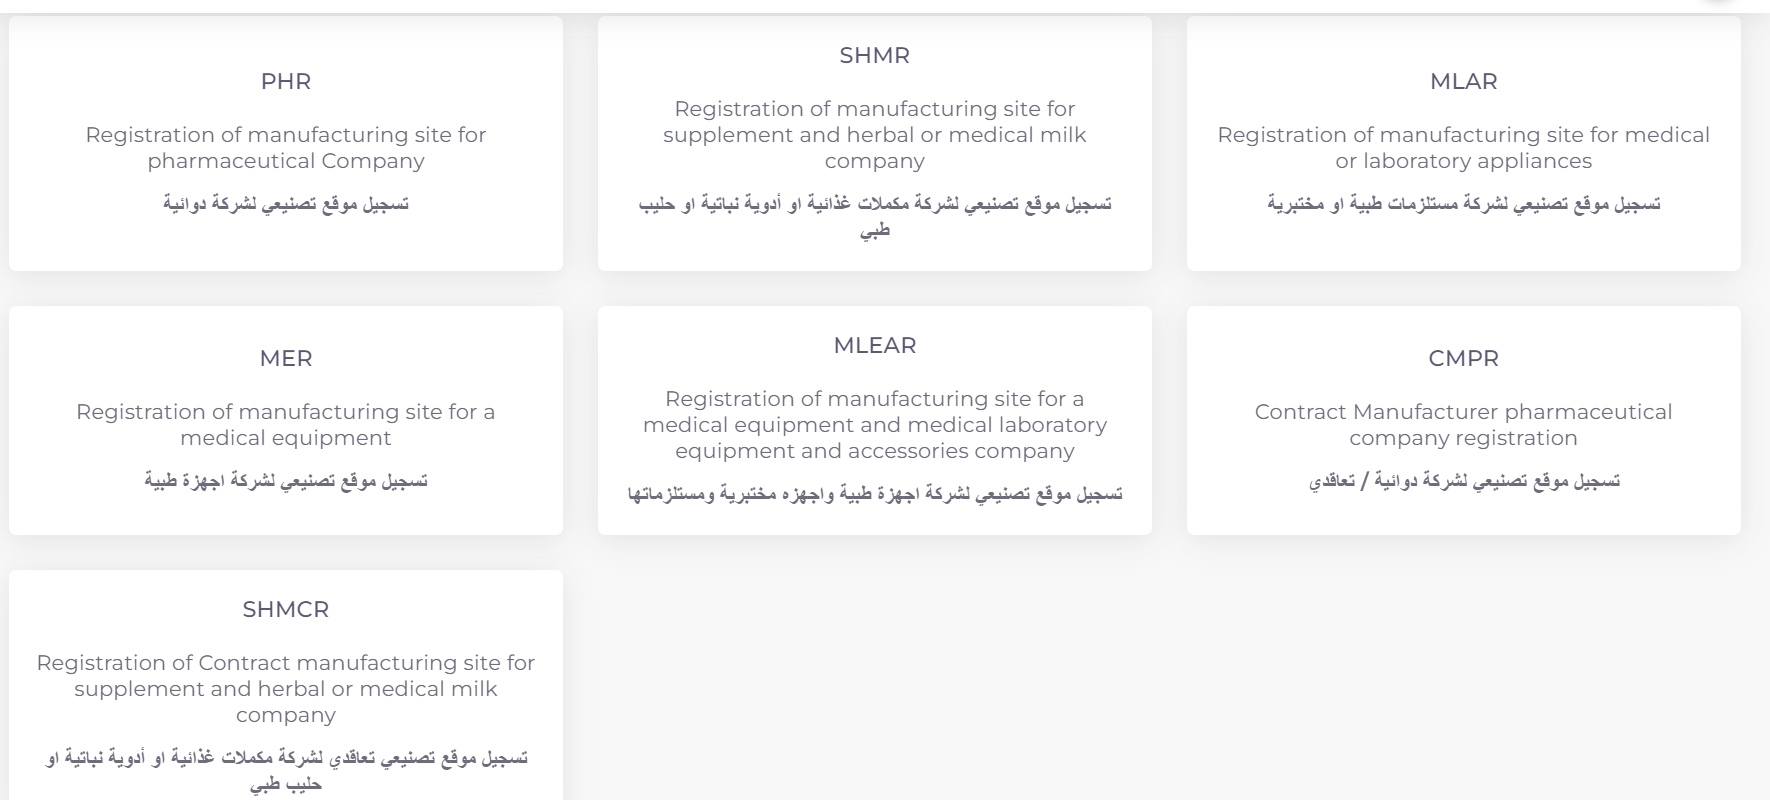 PHR
Registration of manufacturing site for
pharmaceutical Company
تسجيل موقع تصنيعي لشركة دوائية
SHMR
Registration of manufacturing site for
supplement and herbal or medical milk
company
تسجيل موقع تصنيعي لشركة مكملات غذائية او أدوية نباتية او حليب
طبي
MLAR
Registration of manufacturing site for medical
or laboratory appliances
تسجيل موقع تصنيعي لشركة مستلزمات طبية او مختبرية
MER
Registration of manufacturing site for a
medical equipment
تسجيل موقع تصنيعي لشركة اجهزة طبية
MLEAR
Registration of manufacturing site for a
medical equipment and medical laboratory
equipment and accessories company
تسجيل موقع تصنيعي لشركة اجهزة طبية واجهزه مختبرية ومستلزماتها
CMPR
Contract Manufacturer pharmaceutical
company registration
تسجيل موقع تصنيعي لشركة دوائية / تعاقدي
SHMCR
Registration of Contract manufacturing site for
supplement and herbal or medical milk
company
تسجيل موقع تصنيعي تعاقدي لشركة مكملات غذائية او أدوية نباتية او
حليب طبي